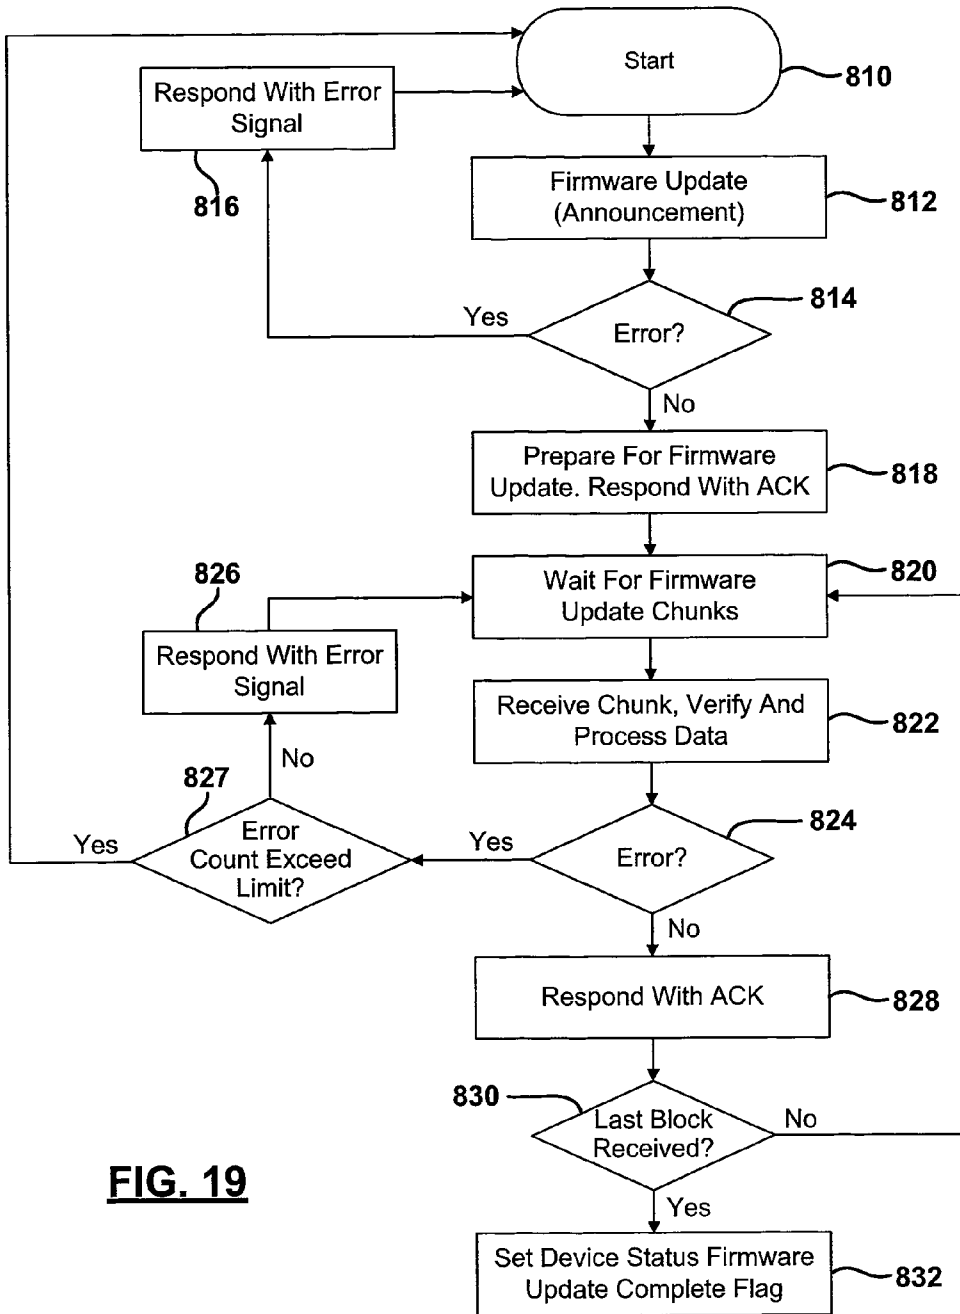 Start
810
Respond With Error
Signal
816
Firmware Update
(Announcement)
812
814
Yes
Error?
No
Prepare For Firmware
Update. Respond With ACK
818
826
Wait For Firmware
Update Chunks
820
Respond With Error
Signal
Receive Chunk, Verify And
Process Data
822
No
827
824
Yes
Error
Count Exceed
Limit?
Yes
Error?
No
Respond With ACK
828
830
Last Block
Received?
No
FIG. 19
Yes
Set Device Status Firmware
Update Complete Flag
832